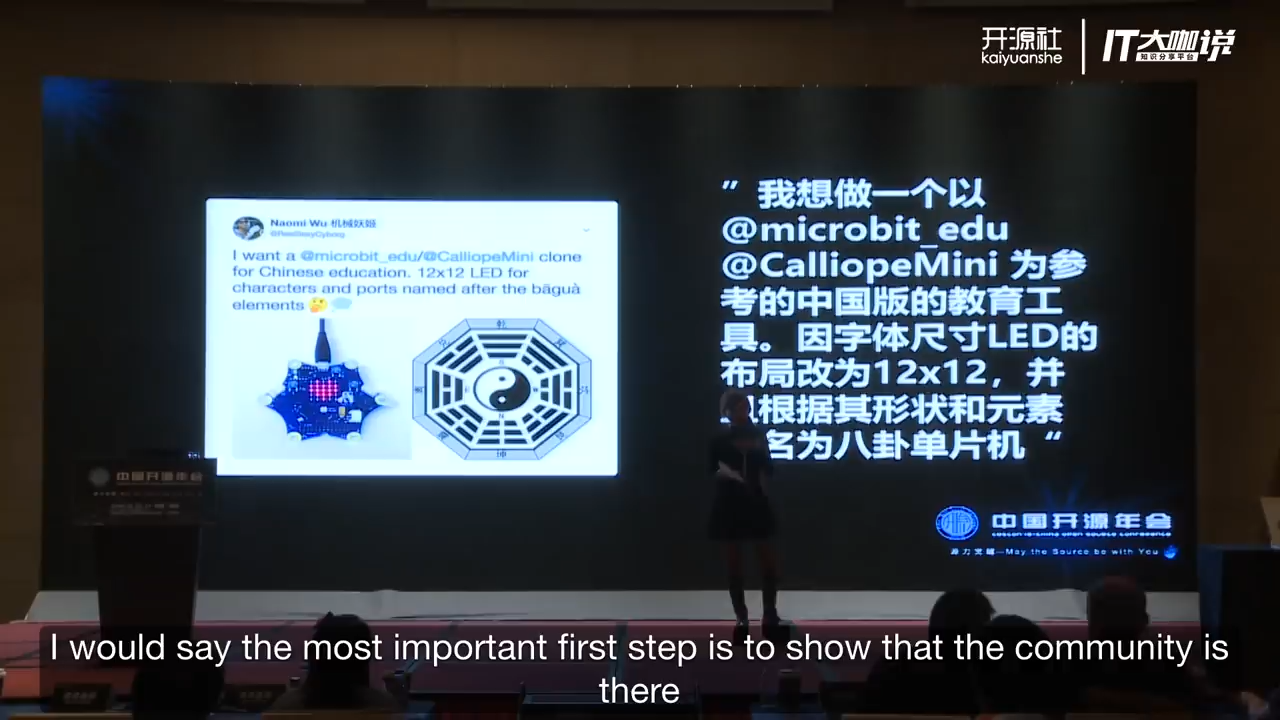 开源社
kaiyuanshe
IT大咖说
知识分享平台
Naomi Wu 机械妖姬
@RealSexyCyborg
I want a @microbit_edu/@CalliopeMini clone
for Chinese education. 12x12 LED for
characters and ports named after the bāguà
elements
” 我想做一个以
@microbit_edu
@CalliopeMini 为参
考的中国版的教育工
具。因字体尺寸LED的
布局改为12x12，并
根据其形状和元素
名为八卦单片机 “
中国开源年会
中国开源年会
May the Source be with You
I would say the most important first step is to show that the community is
there